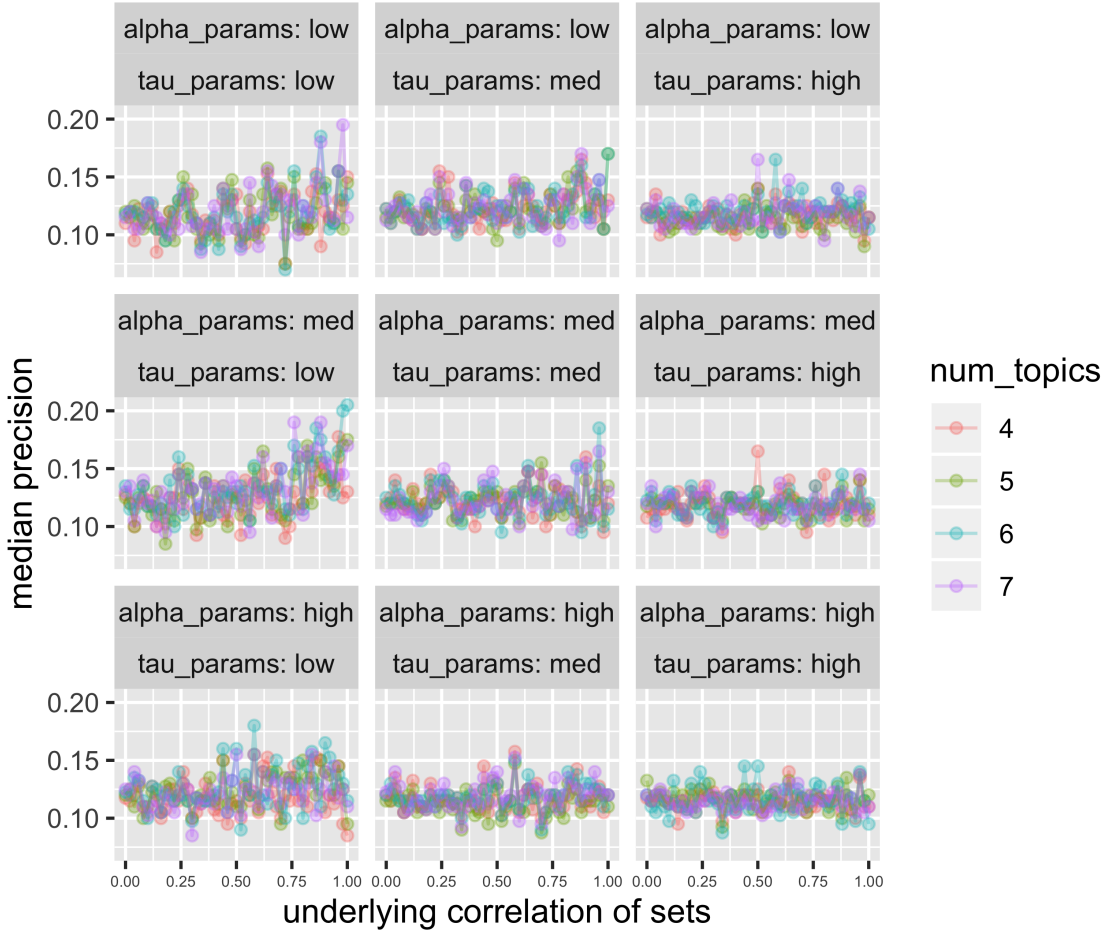 alpha_params: low
alpha_params: low
alpha_params: low
tau_params: low
tau_params: med
tau_params: high
0.20
0.15
0.10
alpha_params: med
alpha_params: med
alpha_params: med
tau_params: low
tau_params: med
tau_params: high
0.20
0.15
0.10
alpha_params: high
alpha_params: high
alpha_params: high
tau_params: low
tau_params: med
tau_params: high
0.20
0.15
0.10
0.00 0.25 0.50 0.75 1.00
0.00 0.25 0.50 0.75 1.00
0.00 0.25 0.50 0.75 1.00
underlying correlation of sets
median precision
num_topics
4
5
6
7